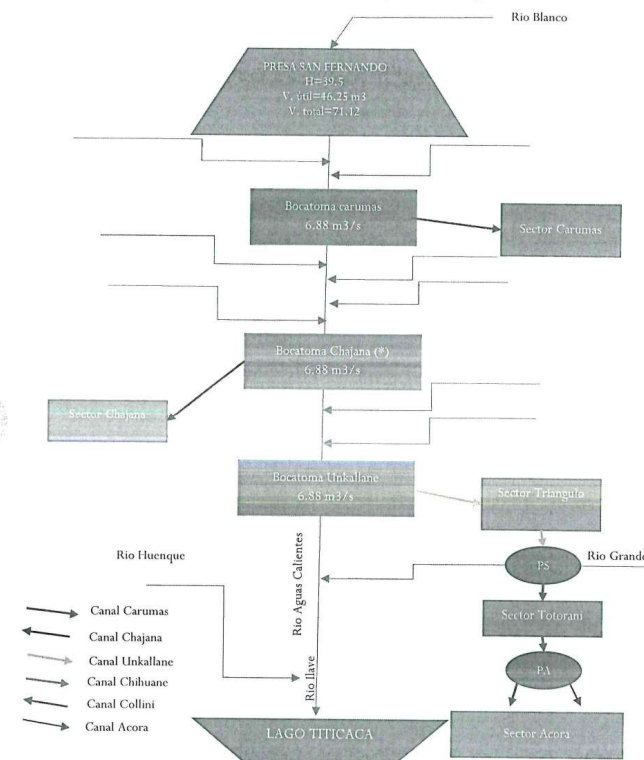 Rio Blanco
PRESA SAN FERNANDO
H=39.5
V. útil=46.25 m3
V. total=71.12
Bocatoma carumas
6.88 m3/s
Sector Carumas
Bocatoma Chajana (*)
6.88 m3/s
Sector Chajana
Bocatoma Unkallane
6.88 m3/s
Sector Triangulo
Rio Aguas Calientes
Rio Huenque
PS
Rio Grande
Sector Totorani
Canal Carumas
Canal Chajana
Canal Unkallane
Canal Chihuane
Canal Collini
Canal Acora
PA
Rio Ilave
LAGO TITICACA
Sector Acora